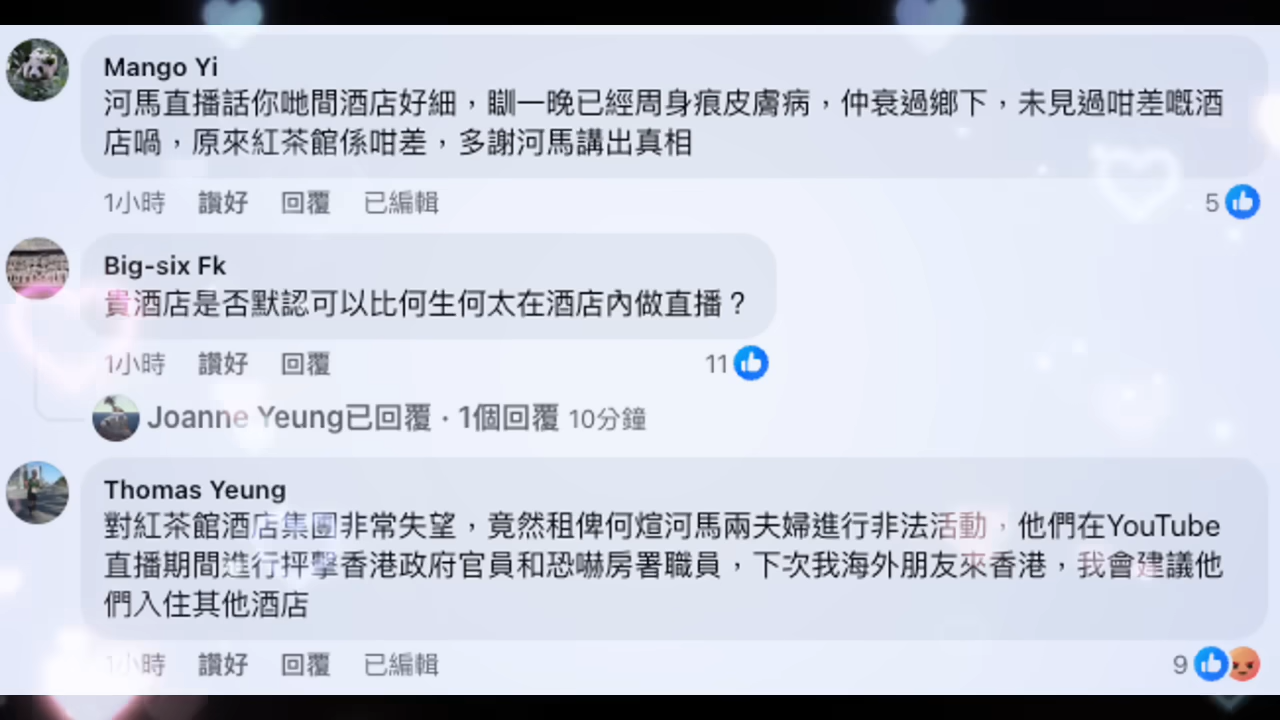 Mango Yi
河馬直播話你哋間酒店好細，瞓一晚已經周身痕皮膚病，仲衰過鄉下，未見過咁差嘅酒
店喎，原來紅茶館係咁差，多謝河馬講出真相
1小時 讚好 回覆 已編輯 5
Big-six Fk
貴酒店是否默認可以比何生何太在酒店內做直播？
1小時 讚好 回覆 11
Joanne Yeung已回覆 · 1個回覆 10分鐘
Thomas Yeung
對紅茶館酒店集團非常失望，竟然租俾何煊河馬兩夫婦進行非法活動，他們在YouTube
直播期間進行抨擊香港政府官員和恐嚇房署職員，下次我海外朋友來香港，我會建議他
們入住其他酒店
1小時 讚好 回覆 已編輯 9